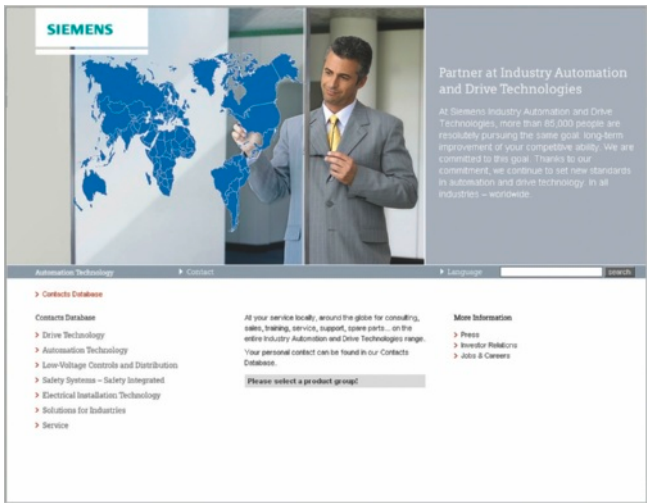 SIEMENS
Partner at Industry Automation
and Drive Technologies
At Siemens Industry Automation and Drive
Technologies, more than 85,000 people are
resolutely pursuing the same goal: long-term
improvement of your competitive ability. We are
committed to this goal. Thanks to our
commitment, we continue to set new standards
in automation and drive technology. In all
industries – worldwide.
Automation Technology
Contact
Language
search
Contacts Database
Contacts Database
Drive Technology
Automation Technology
Low-Voltage Controls and Distribution
Safety Systems – Safety Integrated
Electrical Installation Technology
Solutions for Industries
Service
At your service locally, around the globe for consulting,
sales, training, service, support, spare parts... on the
entire Industry Automation and Drive Technologies range.
Your personal contact can be found in our Contacts
Database.
Please select a product group!
More Information
Press
Investor Relations
Jobs & Careers